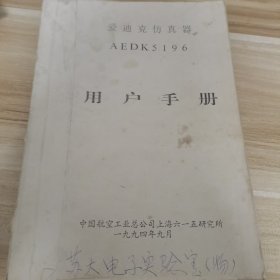 爱迪克仿真器
AEDK5196
用户手册
中国航空工业总公司上海六一五研究所
一九九四年九月
苏大电子实验室(惕)